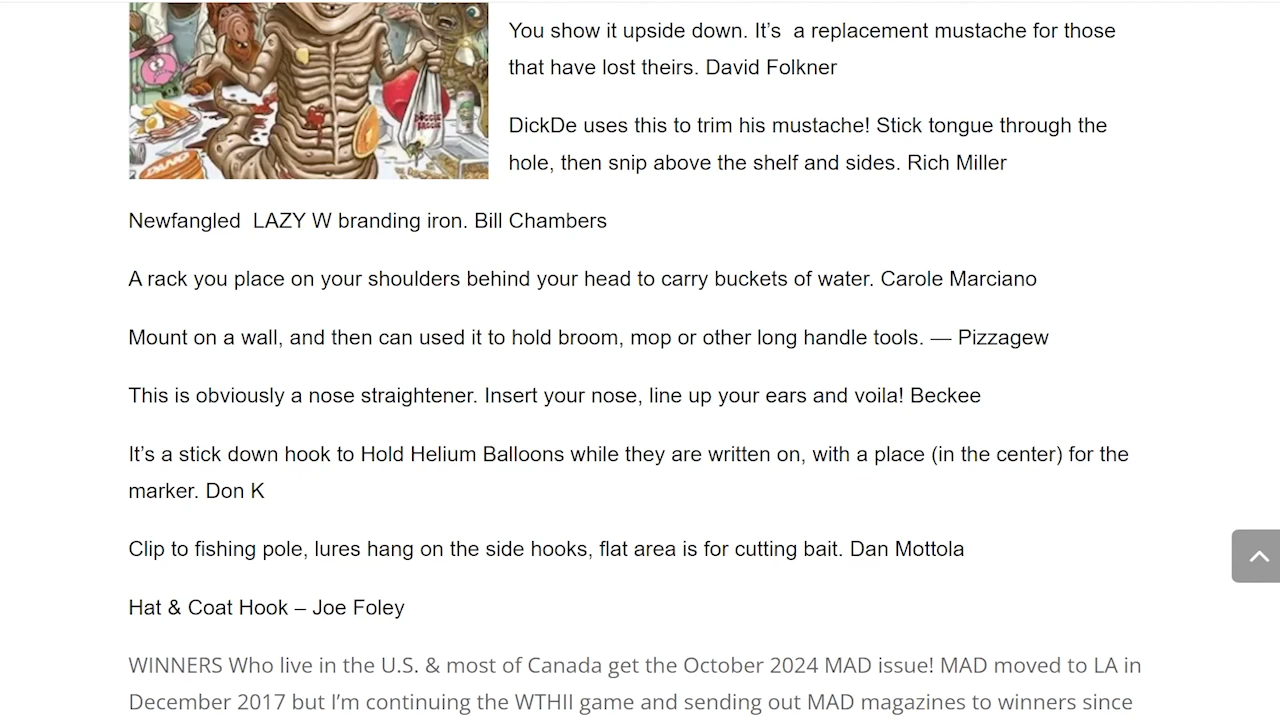 You show it upside down. It’s  a replacement mustache for those
that have lost theirs. David Folkner
DickDe uses this to trim his mustache! Stick tongue through the
hole, then snip above the shelf and sides. Rich Miller
DOGGIE
BAGGIE
TANG
Newfangled  LAZY W branding iron. Bill Chambers
A rack you place on your shoulders behind your head to carry buckets of water. Carole Marciano
Mount on a wall, and then can used it to hold broom, mop or other long handle tools. — Pizzagew
This is obviously a nose straightener. Insert your nose, line up your ears and voila! Beckee
It’s a stick down hook to Hold Helium Balloons while they are written on, with a place (in the center) for the
marker. Don K
Clip to fishing pole, lures hang on the side hooks, flat area is for cutting bait. Dan Mottola
Hat & Coat Hook – Joe Foley
WINNERS Who live in the U.S. & most of Canada get the October 2024 MAD issue! MAD moved to LA in
December 2017 but I’m continuing the WTHII game and sending out MAD magazines to winners since